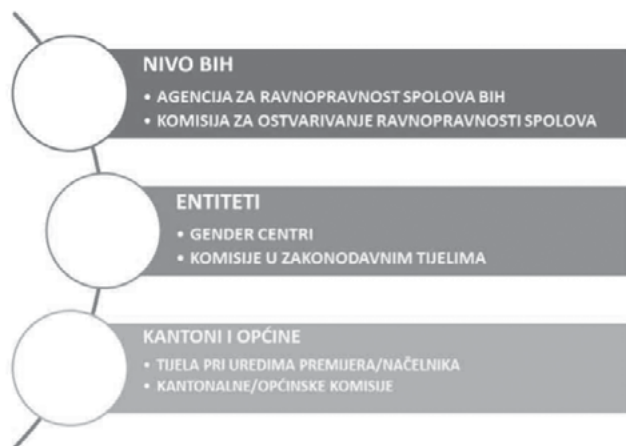 NIVO BIH
• AGENCIJA ZA RAVNOPRAVNOST SPOLOVA BIH
• KOMISIJA ZA OSTVARIVANJE RAVNOPRAVNOSTI SPOLOVA
ENTITETI
• GENDER CENTRI
• KOMISIJE U ZAKONODAVNIM TIJELIMA
KANTONI I OPĆINE
• TIJELA PRI UREDIMA PREMIJERA/NAČELNIKA
• KANTONALNE/OPĆINSKE KOMISIJE